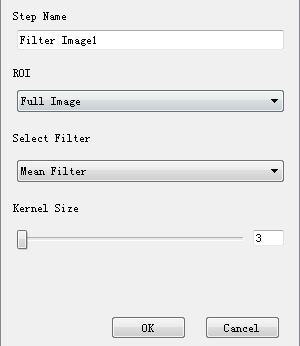 Step Name
Filter Image1
ROI
Full Image
Select Filter
Mean Filter
Kernel Size
3
OK Cancel